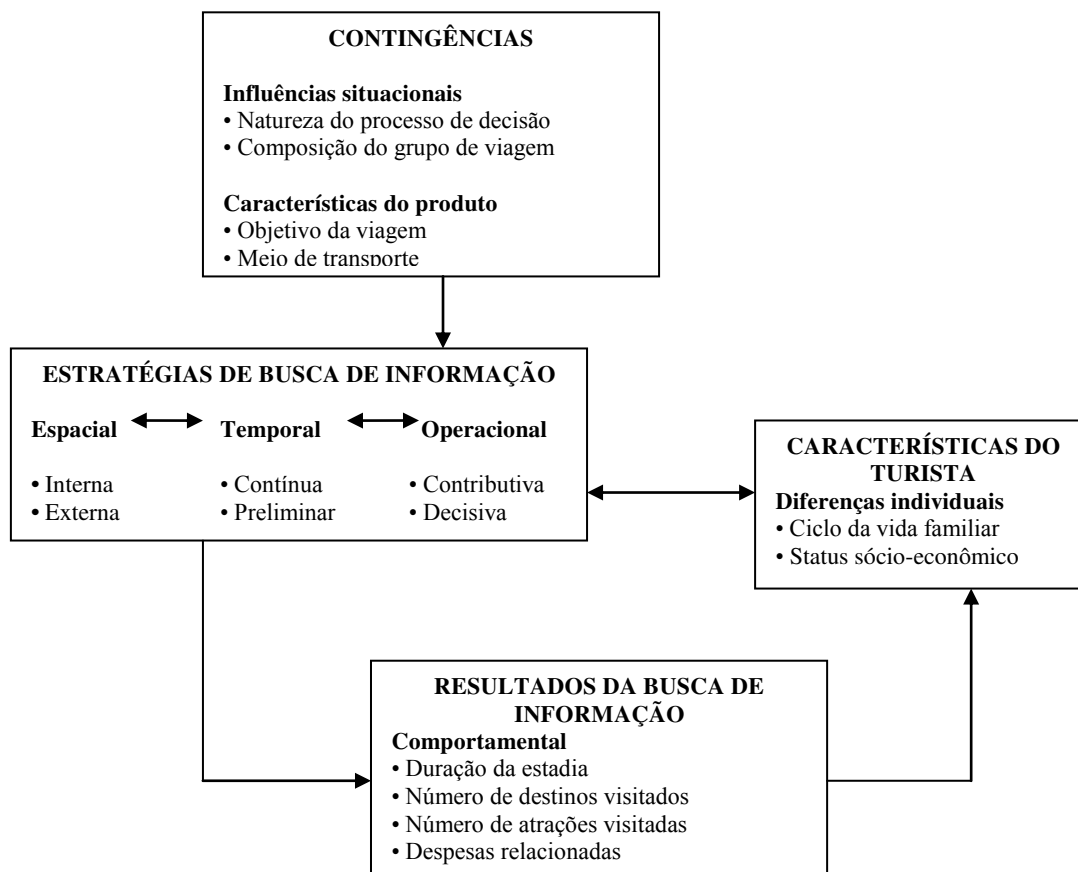 CONTINGÊNCIAS
Influências situacionais
• Natureza do processo de decisão
• Composição do grupo de viagem
Características do produto
• Objetivo da viagem
• Meio de transporte
ESTRATÉGIAS DE BUSCA DE INFORMAÇÃO
Espacial Temporal Operacional
• Interna • Contínua • Contributiva
• Externa • Preliminar • Decisiva
CARACTERÍSTICAS DO
TURISTA
Diferenças individuais
• Ciclo da vida familiar
• Status sócio-econômico
RESULTADOS DA BUSCA DE
INFORMAÇÃO
Comportamental
• Duração da estadia
• Número de destinos visitados
• Número de atrações visitadas
• Despesas relacionadas